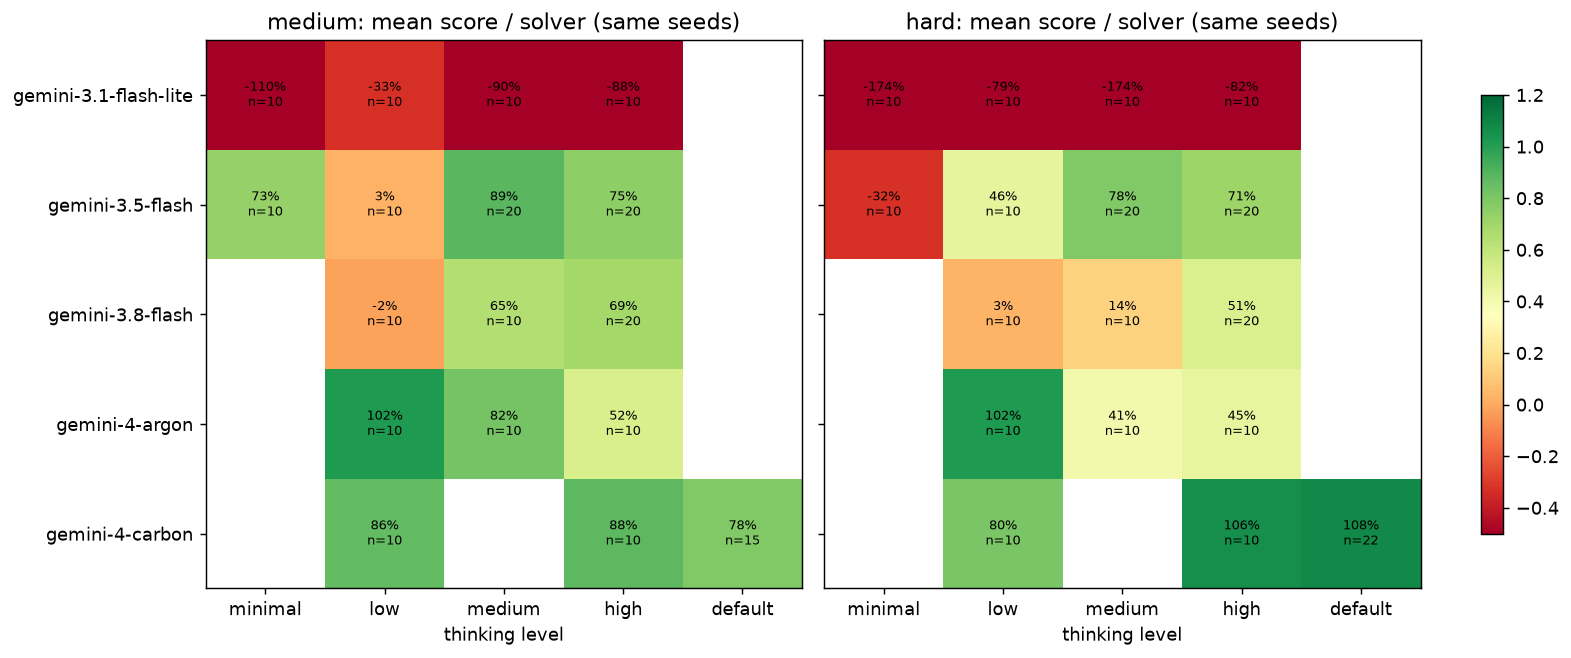 medium: mean score / solver (same seeds)
hard: mean score / solver (same seeds)
gemini-3.1-flash-lite
-110%
n=10
-33%
n=10
-90%
n=10
-88%
n=10
-174%
n=10
-79%
n=10
-174%
n=10
-82%
n=10
gemini-3.5-flash
73%
n=10
3%
n=10
89%
n=20
75%
n=20
-32%
n=10
46%
n=10
78%
n=20
71%
n=20
gemini-3.8-flash
-2%
n=10
65%
n=10
69%
n=20
3%
n=10
14%
n=10
51%
n=20
gemini-4-argon
102%
n=10
82%
n=10
52%
n=10
102%
n=10
41%
n=10
45%
n=10
gemini-4-carbon
86%
n=10
88%
n=10
78%
n=15
80%
n=10
106%
n=10
108%
n=22
minimal low medium high default
thinking level
minimal low medium high default
thinking level
1.2
1.0
0.8
0.6
0.4
0.2
0.0
−0.2
−0.4